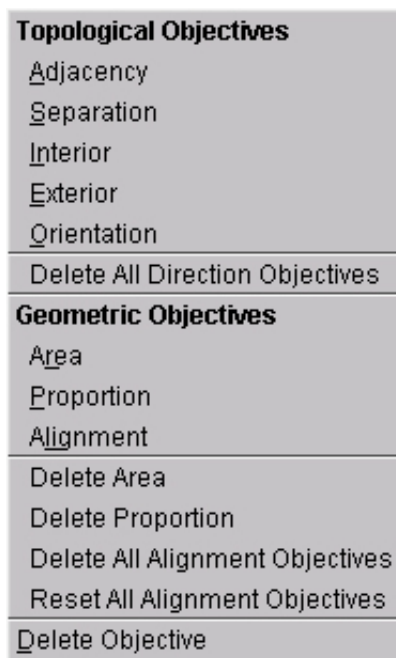 Topological Objectives
Adjacency
Separation
Interior
Exterior
Orientation
Delete All Direction Objectives
Geometric Objectives
Area
Proportion
Alignment
Delete Area
Delete Proportion
Delete All Alignment Objectives
Reset All Alignment Objectives
Delete Objective